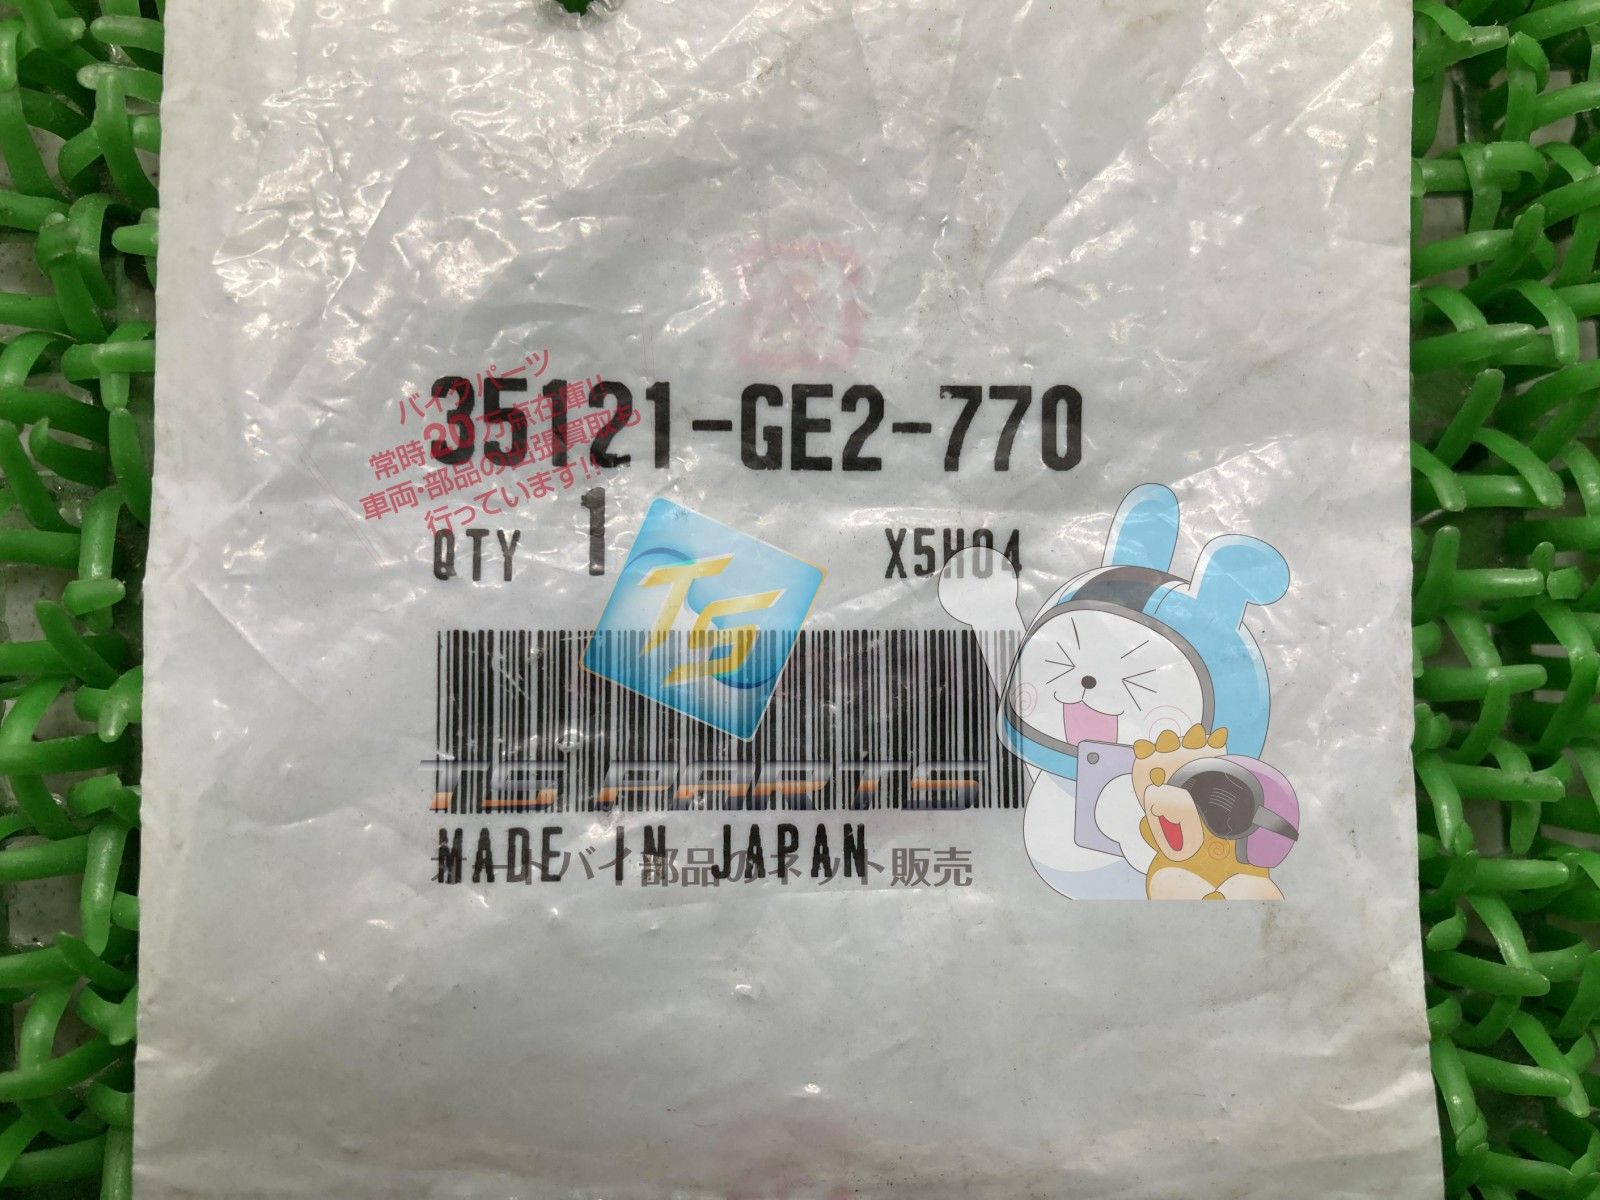 35121-GE2-770
バイクパーツ
常時20万点在庫!!
車両・部品の出張買取も
行っています!!
QTY 1 X5H04
TS
TS PARTS
MADE IN JAPAN
オートバイ部品のネット販売